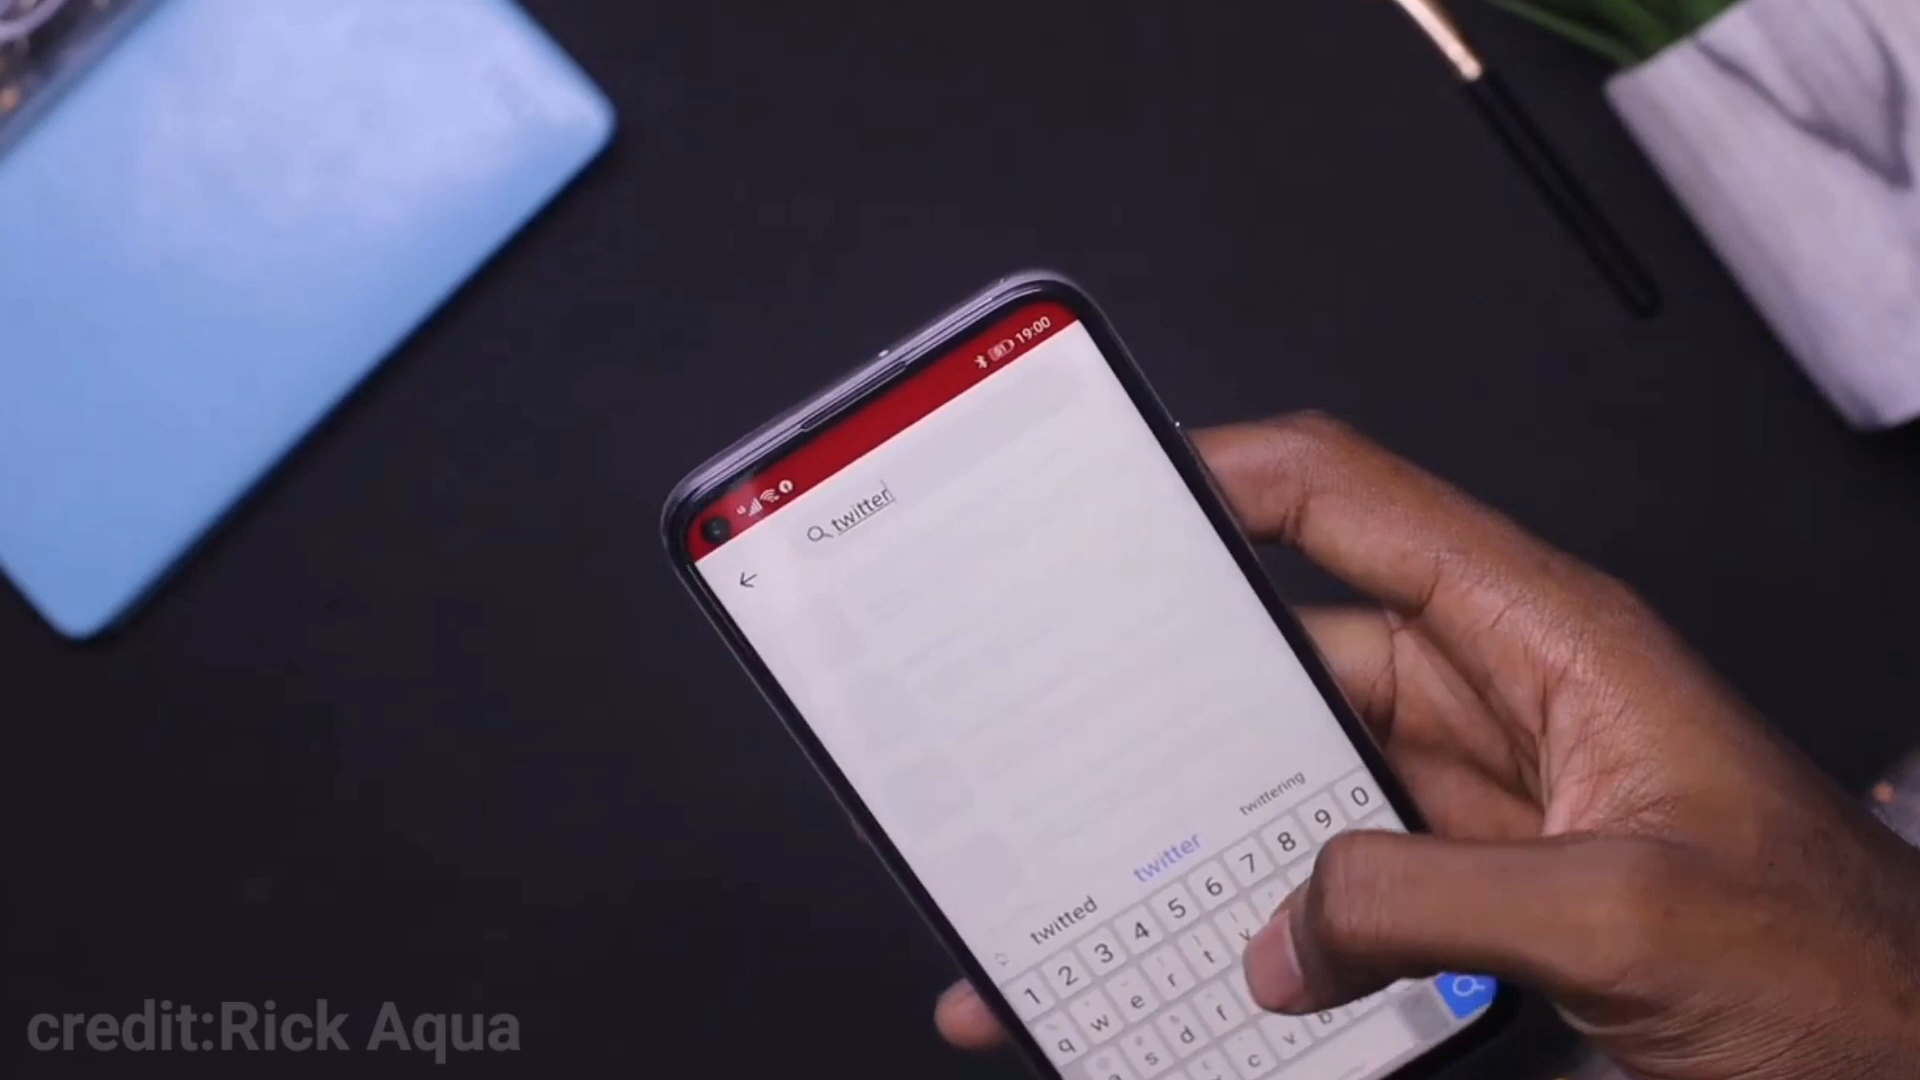 19:00
twitter
twitted twitter twittering
1 2 3 4 5 6 7 8 9 0
q w e r t y
s d f
c v b
credit:Rick Aqua